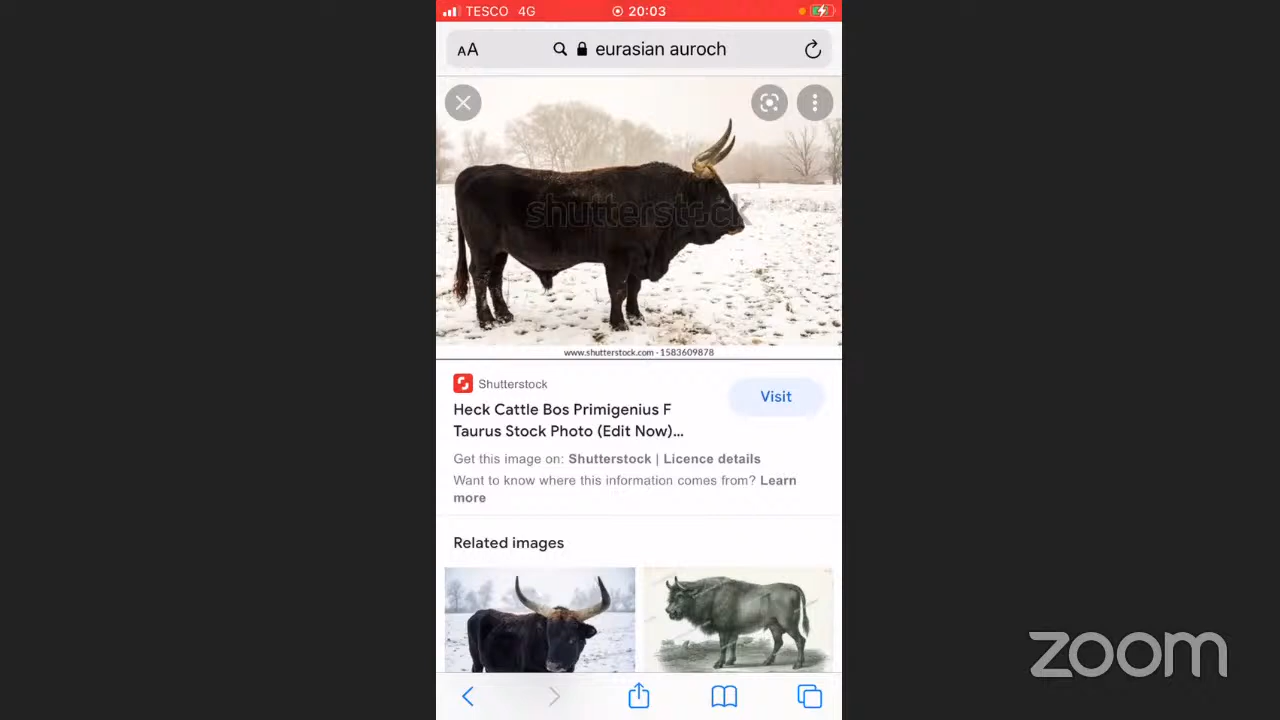 TESCO 4G 20:03
AA eurasian auroch
shutterstock
www.shutterstock.com · 1583609878
Shutterstock
Visit
Heck Cattle Bos Primigenius F
Taurus Stock Photo (Edit Now)...
Get this image on: Shutterstock | Licence details
Want to know where this information comes from? Learn
more
Related images
zoom